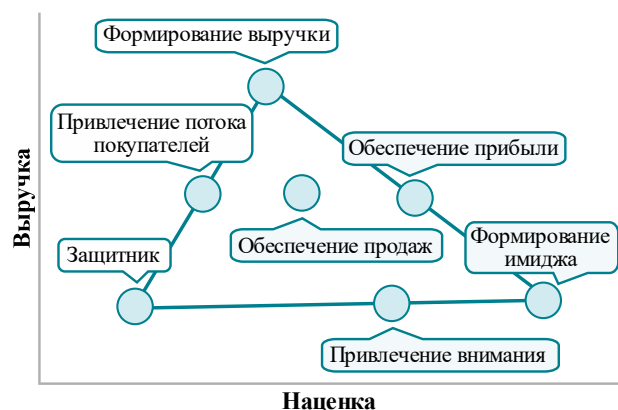 Формирование выручки
Привлечение потока
покупателей
Обеспечение прибыли
Выручка
Защитник
Обеспечение продаж
Формирование
имиджа
Привлечение внимания
Наценка